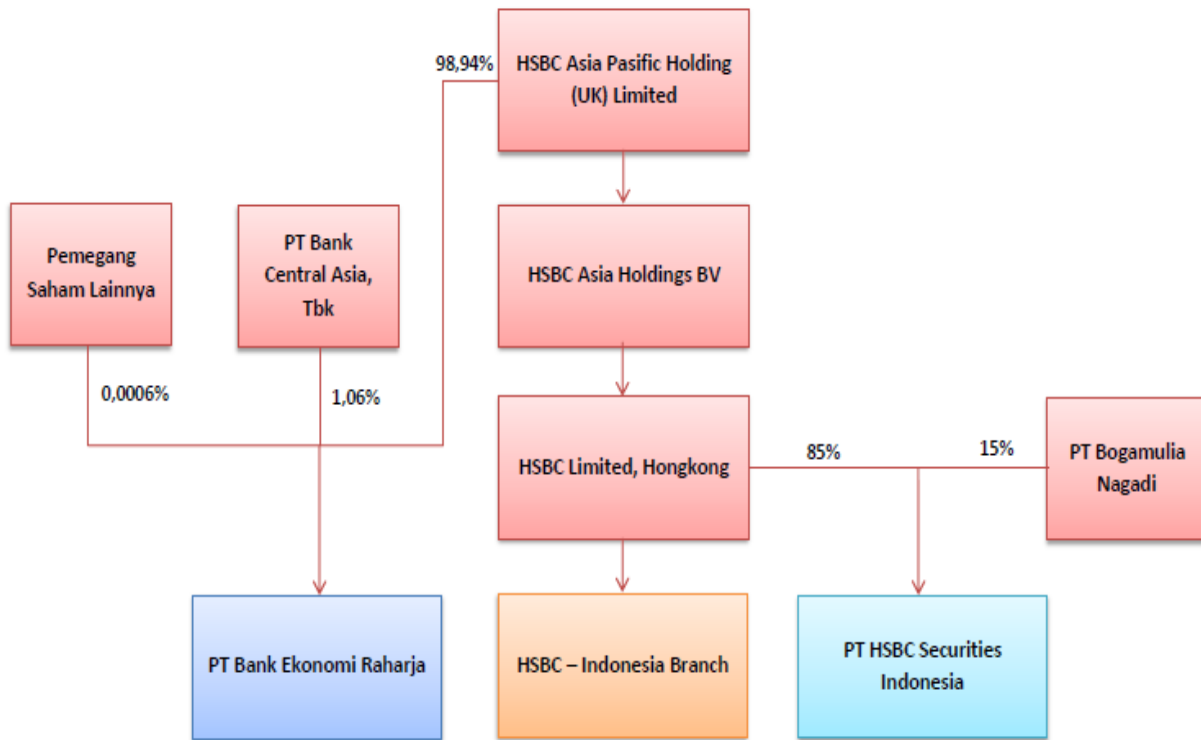 HSBC Asia Pasific Holding
(UK) Limited
98,94%
Pemegang
Saham Lainnya
PT Bank
Central Asia,
Tbk
HSBC Asia Holdings BV
0,0006%
1,06%
HSBC Limited, Hongkong
85%
15%
PT Bogamulia
Nagadi
PT Bank Ekonomi Raharja
HSBC – Indonesia Branch
PT HSBC Securities
Indonesia